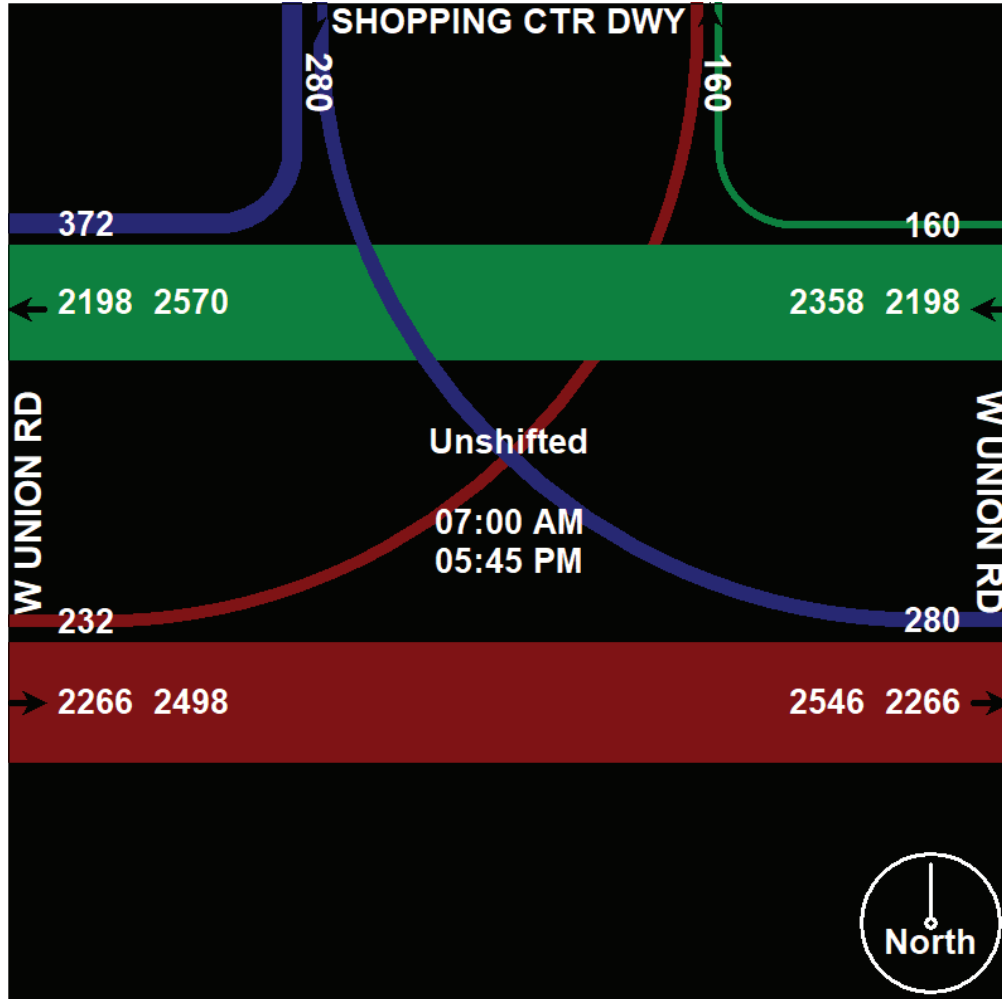 SHOPPING CTR DWY
280
160
372
160
2198 2570
2358 2198
W UNION RD
W UNION RD
Unshifted
07:00 AM
05:45 PM
232
280
2266 2498
2546 2266
North